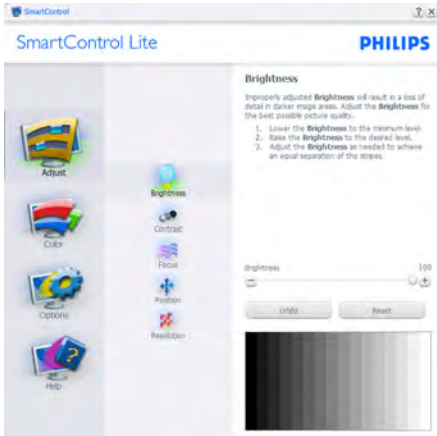 SmartControl
SmartControl Lite
PHILIPS
Adjust
Color
Options
Help
Brightness
Contrast
Focus
Position
Resolution
Brightness
Improperly adjusted Brightness will result in a loss of
detail in darker image areas. Adjust the Brightness for
the best possible picture quality.
1. Lower the Brightness to the minimum level.
2. Raise the Brightness to the desired level.
3. Adjust the Brightness as needed to achieve
an equal separation of the stripes.
Brightness 100
Undo Reset